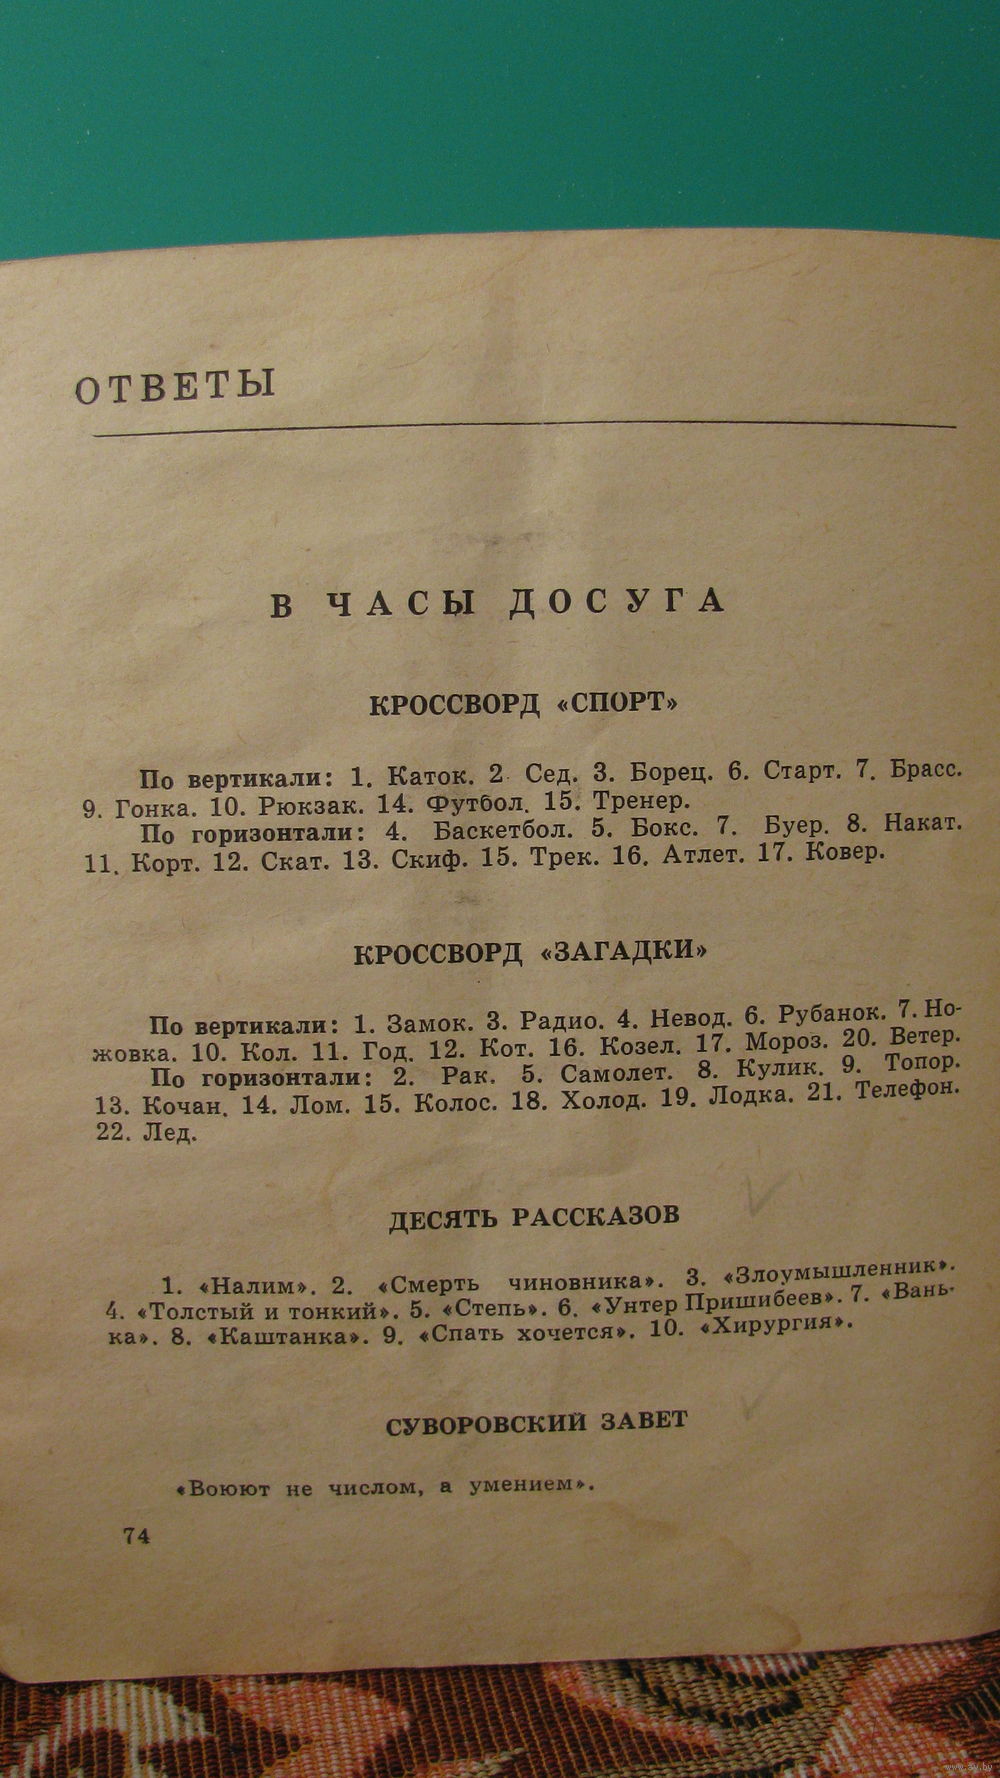 ОТВЕТЫ
В ЧАСЫ ДОСУГА
КРОССВОРД «СПОРТ»
По вертикали: 1. Каток. 2. Сед. 3. Борец. 6. Старт. 7. Брасс.
9. Гонка. 10. Рюкзак. 14. Футбол. 15. Тренер.
По горизонтали: 4. Баскетбол. 5. Бокс. 7. Буер. 8. Накат.
11. Корт. 12. Скат. 13. Скиф. 15. Трек. 16. Атлет. 17. Ковер.
КРОССВОРД «ЗАГАДКИ»
По вертикали: 1. Замок. 3. Радио. 4. Невод. 6. Рубанок. 7. Но-
жовка. 10. Кол. 11. Год. 12. Кот. 16. Козел. 17. Мороз. 20. Ветер.
По горизонтали: 2. Рак. 5. Самолет. 8. Кулик. 9. Топор.
13. Кочан. 14. Лом. 15. Колос. 18. Холод. 19. Лодка. 21. Телефон.
22. Лед.
ДЕСЯТЬ РАССКАЗОВ
1. «Налим». 2. «Смерть чиновника». 3. «Злоумышленник».
4. «Толстый и тонкий». 5. «Степь». 6. «Унтер Пришибеев». 7. «Вань-
ка». 8. «Каштанка». 9. «Спать хочется». 10. «Хирургия».
СУВОРОВСКИЙ ЗАВЕТ
«Воюют не числом, а умением».
74
www.ay.by